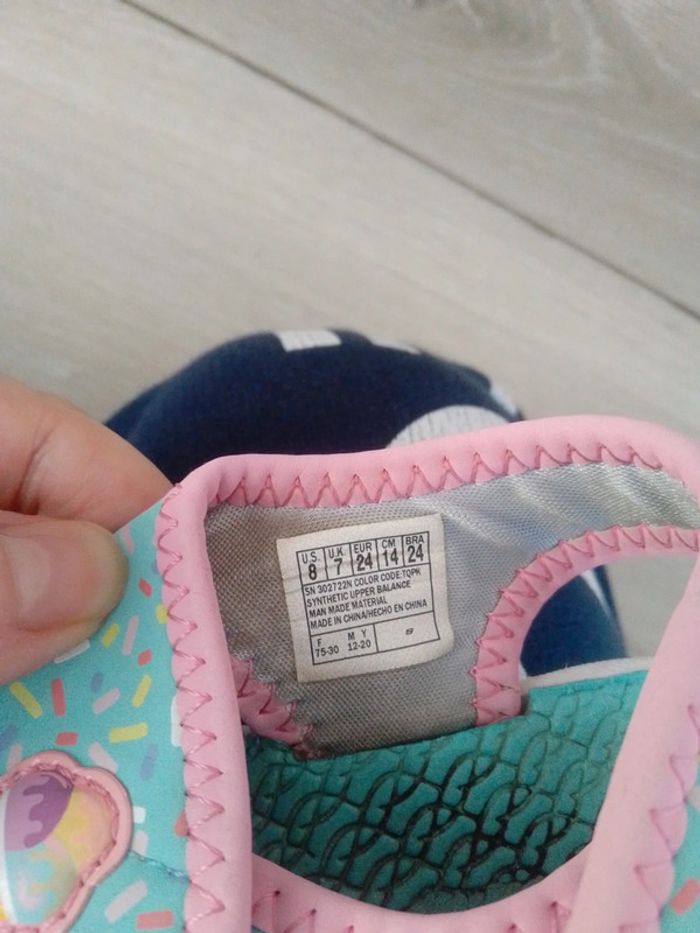 U.S. U.K. EUR CM BRA
8 7 24 14 24
SN 302722N COLOR CODE:TQPK
SYNTHETIC UPPER BALANCE
MAN MADE MATERIAL
MADE IN CHINA/HECHO EN CHINA
F M Y
75-30 12-20